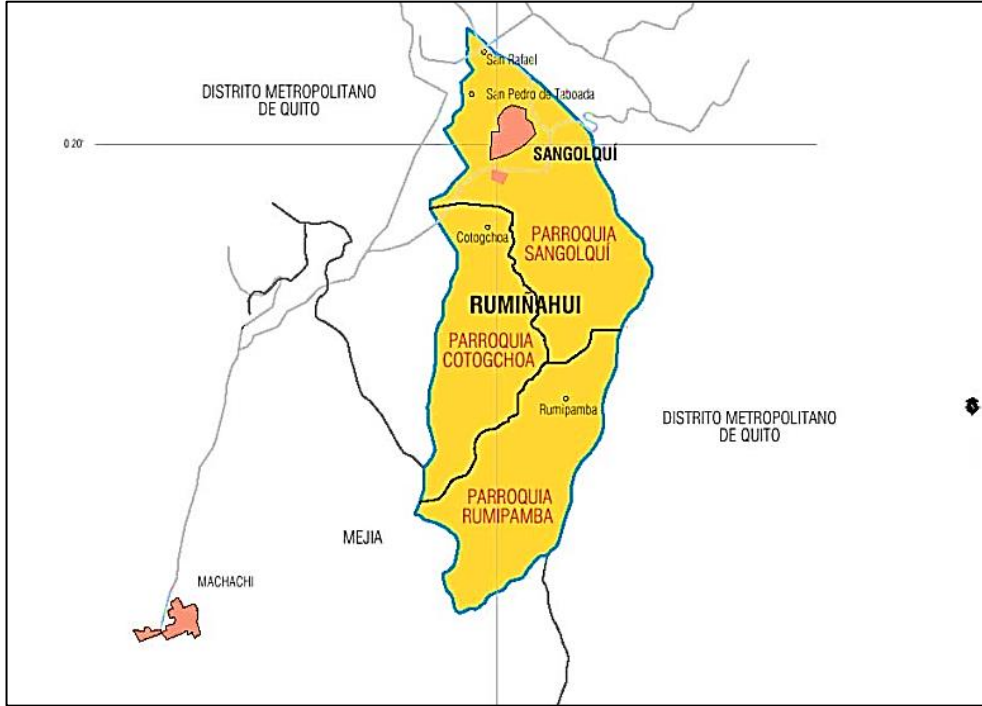 San Rafael
DISTRITO METROPOLITANO
DE QUITO
San Pedro de Taboada
0.20'
SANGOLQUÍ
PARROQUIA
SANGOLQUÍ
Cotogchoa
RUMIÑAHUI
PARROQUIA
COTOGCHOA
Rumipamba
DISTRITO METROPOLITANO
DE QUITO
PARROQUIA
RUMIPAMBA
MEJIA
MACHACHI